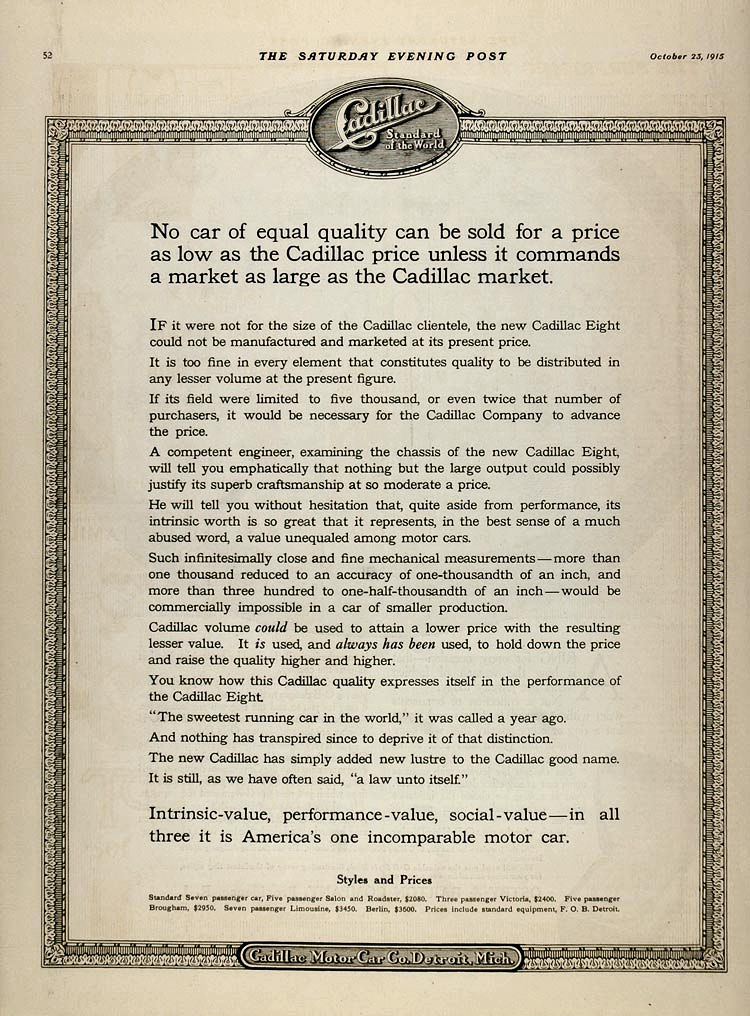 52
THE SATURDAY EVENING POST
October 23, 1915
Cadillac
Standard
of the World
No car of equal quality can be sold for a price
as low as the Cadillac price unless it commands
a market as large as the Cadillac market.
IF it were not for the size of the Cadillac clientele, the new Cadillac Eight
could not be manufactured and marketed at its present price.
It is too fine in every element that constitutes quality to be distributed in
any lesser volume at the present figure.
If its field were limited to five thousand, or even twice that number of
purchasers, it would be necessary for the Cadillac Company to advance
the price.
A competent engineer, examining the chassis of the new Cadillac Eight,
will tell you emphatically that nothing but the large output could possibly
justify its superb craftsmanship at so moderate a price.
He will tell you without hesitation that, quite aside from performance, its
intrinsic worth is so great that it represents, in the best sense of a much
abused word, a value unequaled among motor cars.
Such infinitesimally close and fine mechanical measurements—more than
one thousand reduced to an accuracy of one-thousandth of an inch, and
more than three hundred to one-half-thousandth of an inch—would be
commercially impossible in a car of smaller production.
Cadillac volume could be used to attain a lower price with the resulting
lesser value. It is used, and always has been used, to hold down the price
and raise the quality higher and higher.
You know how this Cadillac quality expresses itself in the performance of
the Cadillac Eight.
“The sweetest running car in the world,” it was called a year ago.
And nothing has transpired since to deprive it of that distinction.
The new Cadillac has simply added new lustre to the Cadillac good name.
It is still, as we have often said, “a law unto itself.”
Intrinsic-value, performance-value, social-value—in all
three it is America’s one incomparable motor car.
Styles and Prices
Standard Seven passenger car, Five passenger Salon and Roadster, $2080. Three passenger Victoria, $2400. Five passenger
Brougham, $2950. Seven passenger Limousine, $3450. Berlin, $3600. Prices include standard equipment, F. O. B. Detroit.
Cadillac Motor Car Co. Detroit, Mich.